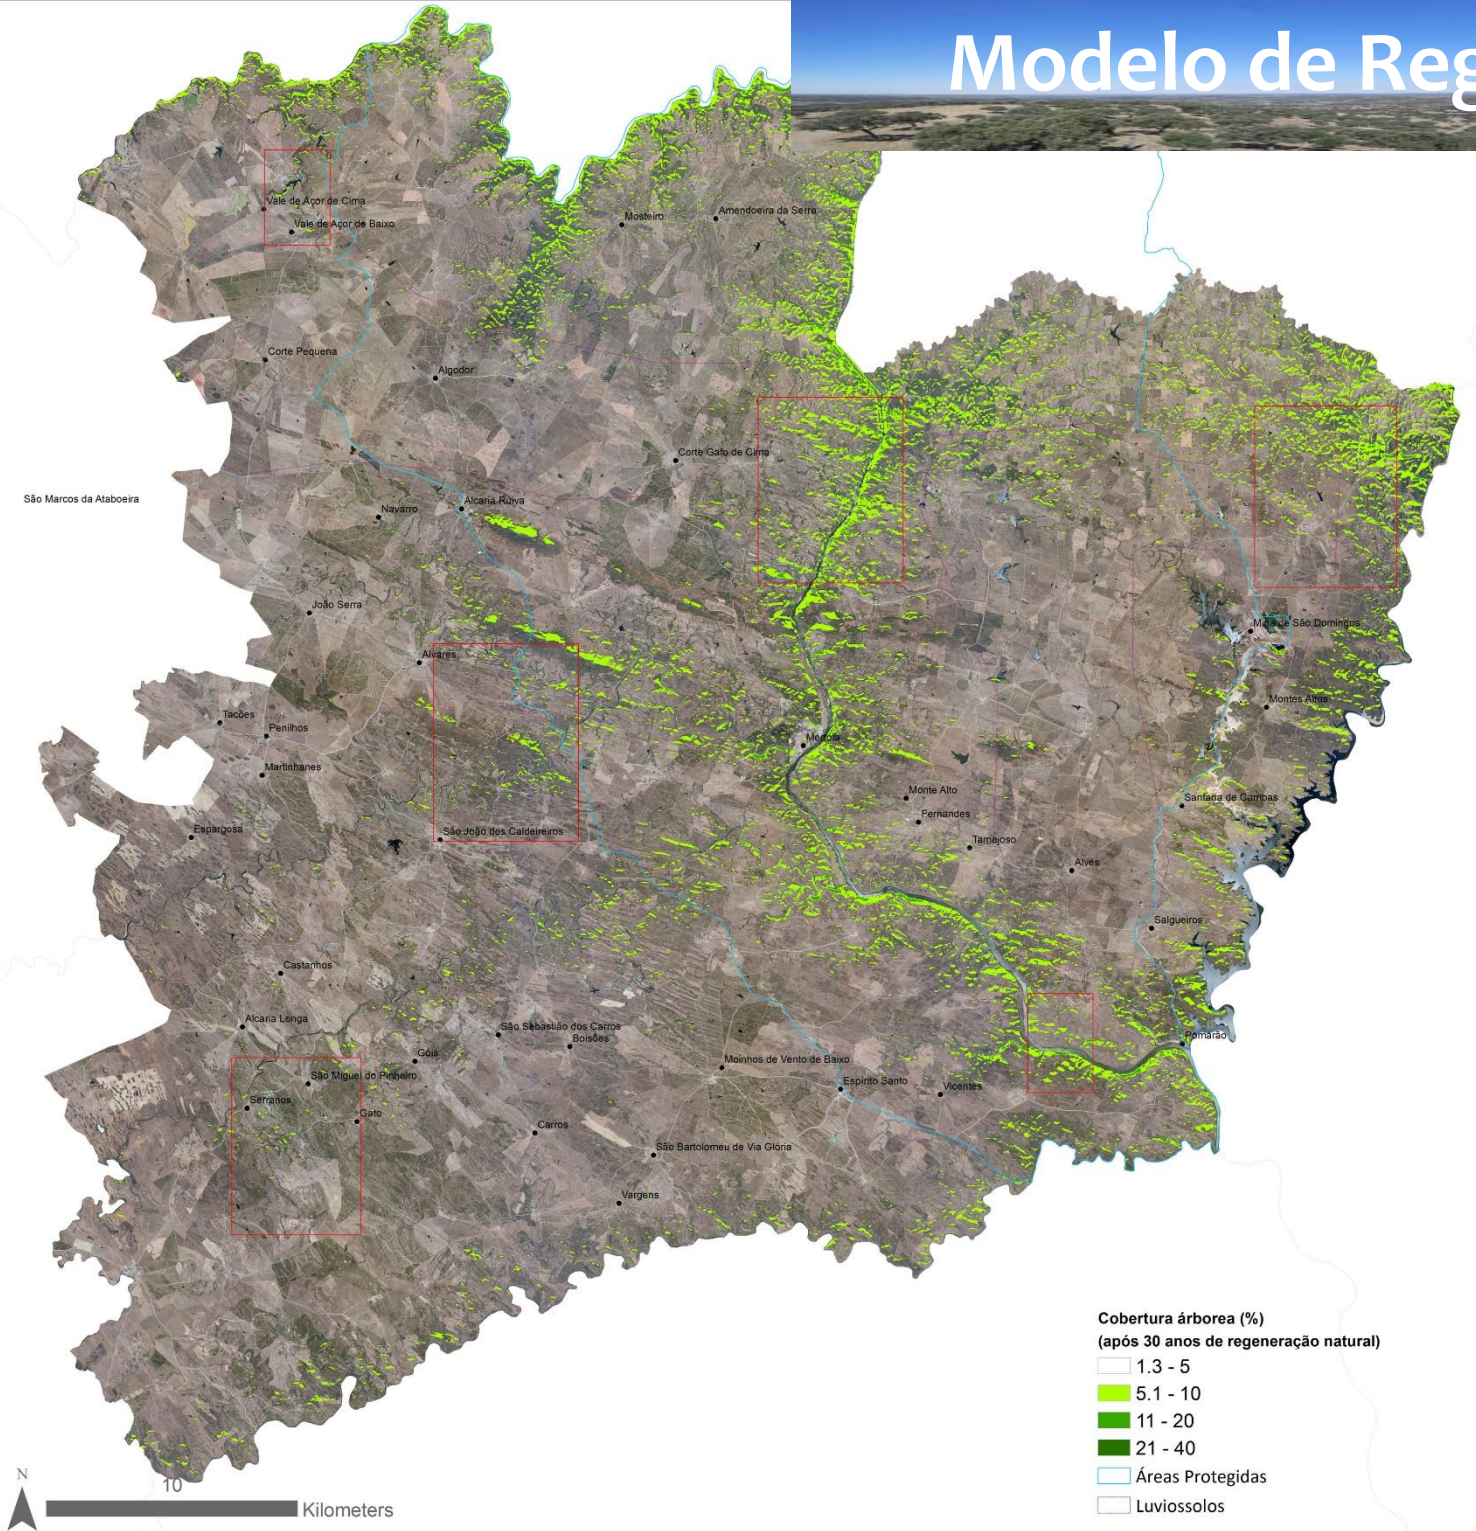 Modelo de Reg
Vale de Açor de Cima
Vale de Açor de Baixo
Mosteiro
Amendoeira da Serra
Corte Pequena
Algodor
Corte Gafo de Cima
São Marcos da Ataboeira
Alcaria Ruiva
Navarro
João Serra
Mina de São Domingos
Alvares
Montes Altos
Tacões
Penilhos
Mértola
Martinhanes
Monte Alto
Santana de Cambas
Fernandes
Espargosa
São João dos Caldeireiros
Tamejoso
Alves
Salgueiros
Castanhos
Alcaria Longa
São Sebastião dos Carros
Boisões
Pomarão
Góis
Moinhos de Vento de Baixo
São Miguel do Pinheiro
Espírito Santo
Vicentes
Serranos
Gato
Carros
São Bartolomeu de Via Glória
Vargens
Cobertura árborea (%)
(após 30 anos de regeneração natural)
1.3 - 5
5.1 - 10
11 - 20
21 - 40
Áreas Protegidas
Luviossolos
N
10
Kilometers